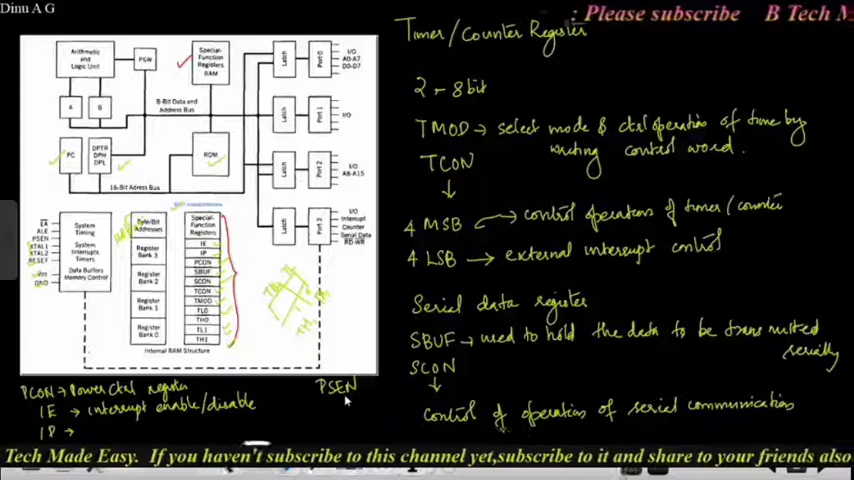 Dinu A G
: Please subscribe B Tech M
Timer/Counter Register
2 - 8bit
TMOD → select mode & ctrl operation of time by
writing control word.
TCON
4 MSB → control operations of timer/counter
4 LSB → external interrupt control
Serial data register
SBUF → used to hold the data to be transmitted
serially
SCON
control of operations of serial communication
Arithmetic
and
Logic Unit
PSW
Special-
Function
Registers
RAM
A
B
8-Bit Data and
Address Bus
PC
DPTR
DPH
DPL
ROM
16-Bit Adress Bus
Latch
Port 0
I/O
A0-A7
D0-D7
Latch
Port 1
I/O
Latch
Port 2
I/O
A8-A15
Latch
Port 3
I/O
Interrupt
Counter
Serial Data
RD-WR
EA
ALE
PSEN
XTAL1
XTAL2
RESET
Vcc
GND
System
Timing
System
Interrupts
Timers
Data Buffers
Memory Control
Byte/Bit
Addresses
Register
Bank 3
Register
Bank 2
Register
Bank 1
Register
Bank 0
Special-
Function
Registers
IE
IP
PCON
SBUF
SCON
TCON
TMOD
TL0
TH0
TL1
TH1
Internal RAM Structure
PCON → Power Ctrl register
IE → interrupt enable/disable
IP →
PSEN
Tech Made Easy. If you haven't subscribe to this channel yet,subscribe to it and share to your friends also